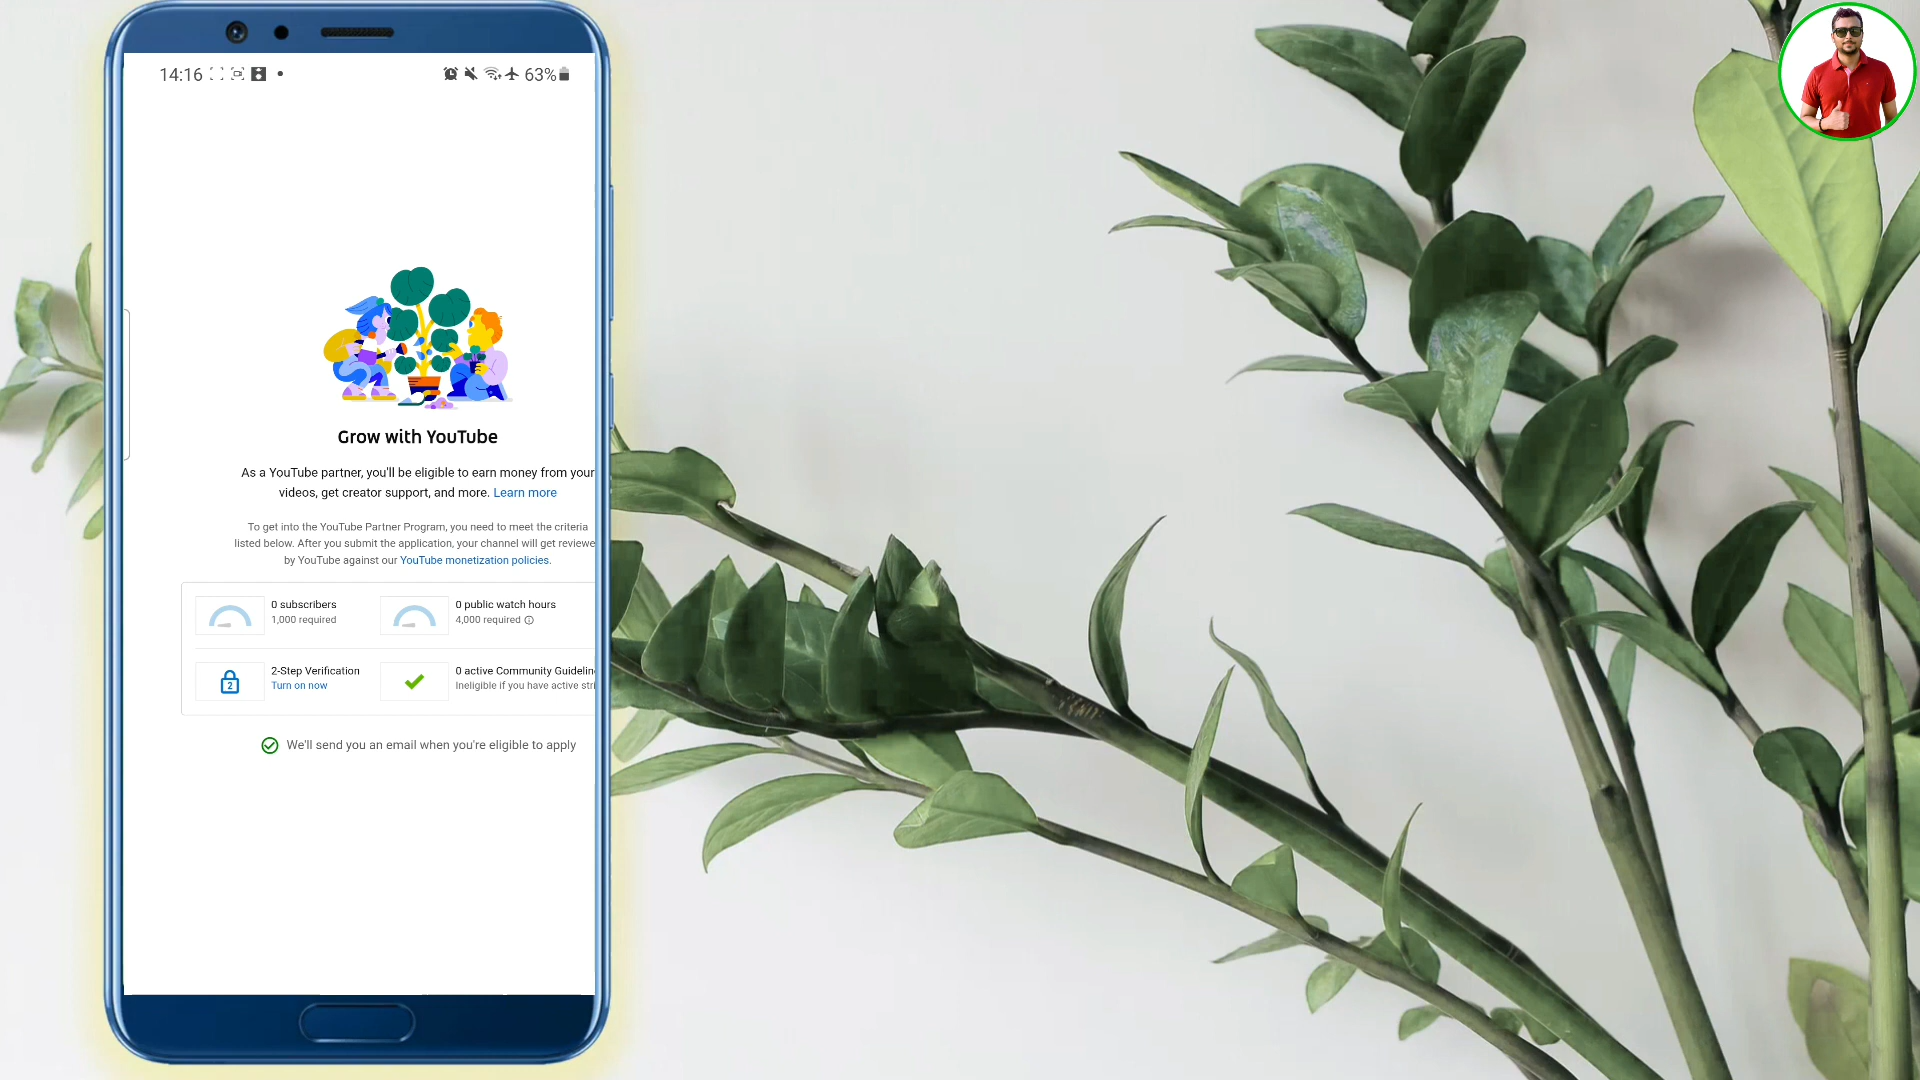 14:16 63%
Grow with YouTube
As a YouTube partner, you'll be eligible to earn money from your
videos, get creator support, and more. Learn more
To get into the YouTube Partner Program, you need to meet the criteria
listed below. After you submit the application, your channel will get reviewe
by YouTube against our YouTube monetization policies.
0 subscribers
1,000 required
0 public watch hours
4,000 required
2-Step Verification
Turn on now
0 active Community Guidelin
Ineligible if you have active stri
2
We'll send you an email when you're eligible to apply